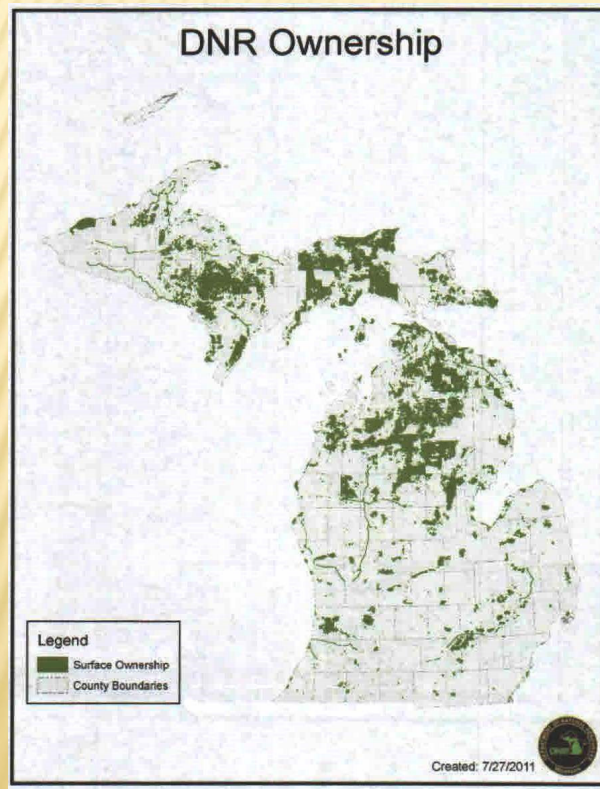 DNR Ownership
Legend
Surface Ownership
County Boundaries
Created: 7/27/2011